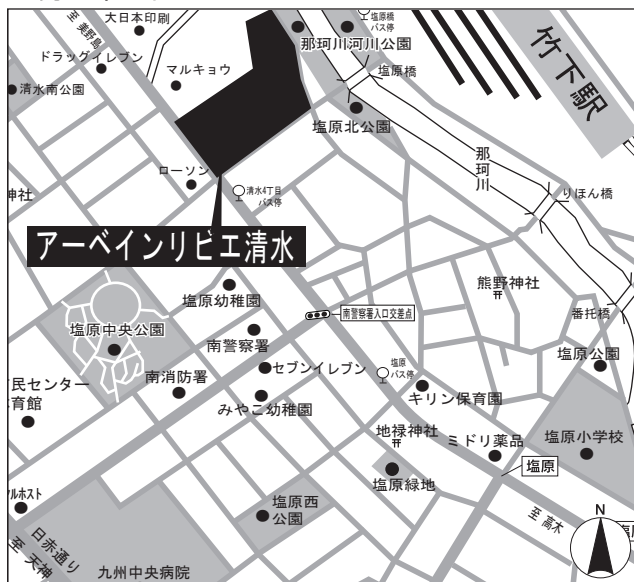 大日本印刷
至 美野島
ドラッグイレブン
マルキョウ
清水南公園
塩原橋
バス停
那珂川河川公園
塩原橋
竹下駅
塩原北公園
那珂川
ローソン
清水4丁目
バス停
りほん橋
神社
アーベインリビエ清水
熊野神社
塩原幼稚園
番托橋
南警察署入口交差点
塩原中央公園
南警察署
塩原公園
セブンイレブン
塩原
バス停
南消防署
キリン保育園
みやこ幼稚園
民センター
育館
地禄神社
ミドリ薬品
塩原小学校
塩原
塩原緑地
ルホスト
塩原西
公園
至 高木
N
日赤通り
至 天神
九州中央病院